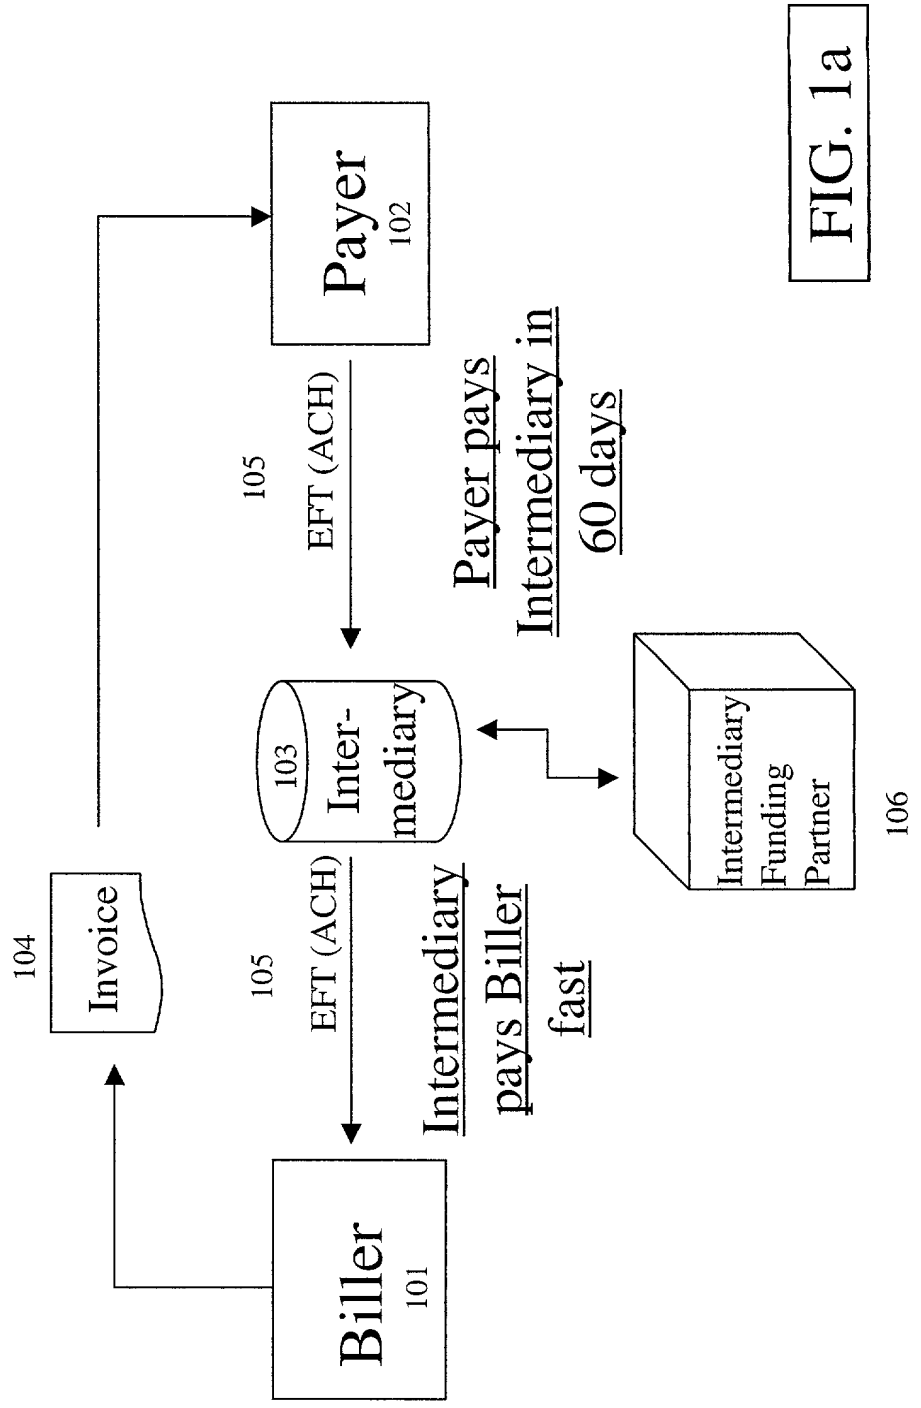 104
Invoice
Biller
101
105
EFT (ACH)
Intermediary
pays Biller
fast
103
Inter-
mediary
105
EFT (ACH)
Payer pays
Intermediary in
60 days
Payer
102
Intermediary
Funding
Partner
106
FIG. 1a